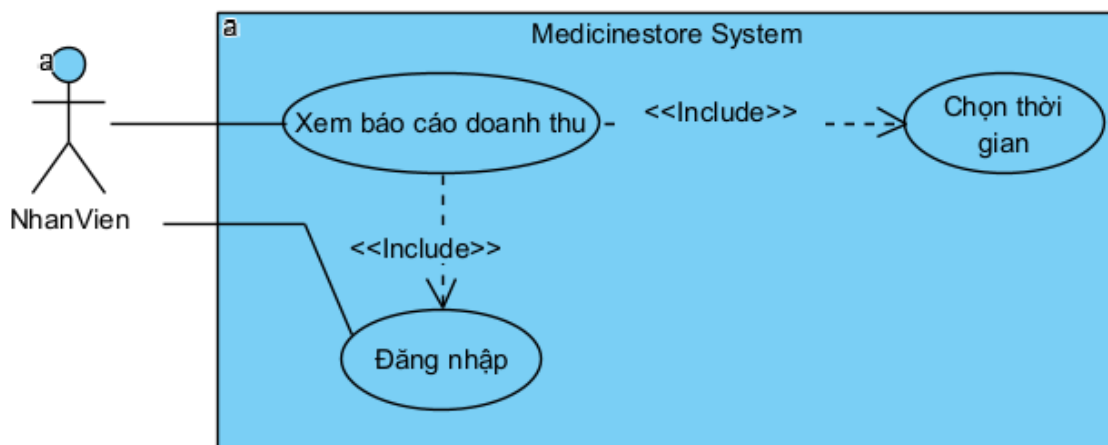 a
Medicinestore System
a
Xem báo cáo doanh thu
<<Include>>
Chọn thời
gian
NhanVien
<<Include>>
Đăng nhập